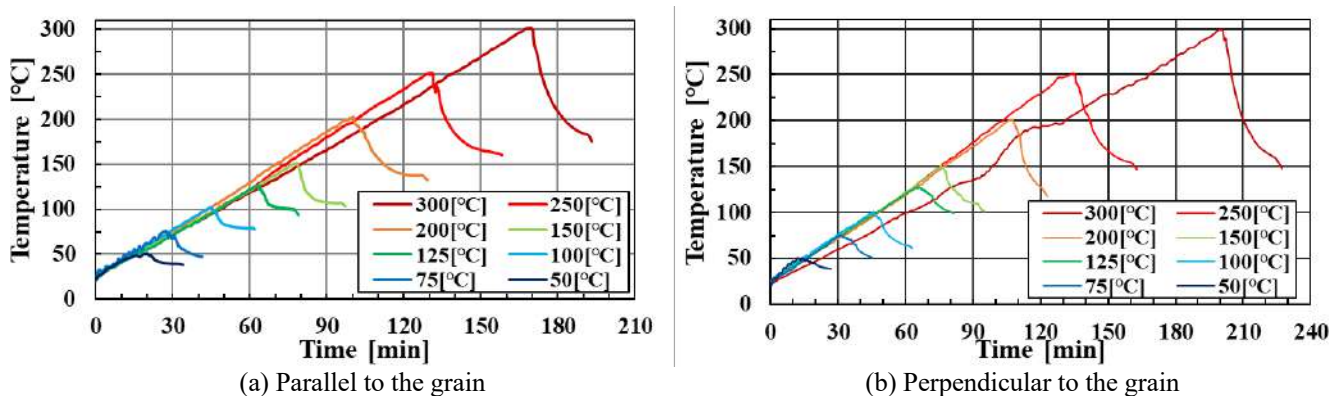 Temperature [°C]
300
250
200
150
100
50
0
300[°C] 250[°C]
200[°C] 150[°C]
125[°C] 100[°C]
75[°C] 50[°C]
0 30 60 90 120 150 180 210
Time [min]
(a) Parallel to the grain
Temperature [°C]
300
250
200
150
100
50
0
300[°C] 250[°C]
200[°C] 150[°C]
125[°C] 100[°C]
75[°C] 50[°C]
0 30 60 90 120 150 180 210 240
Time [min]
(b) Perpendicular to the grain